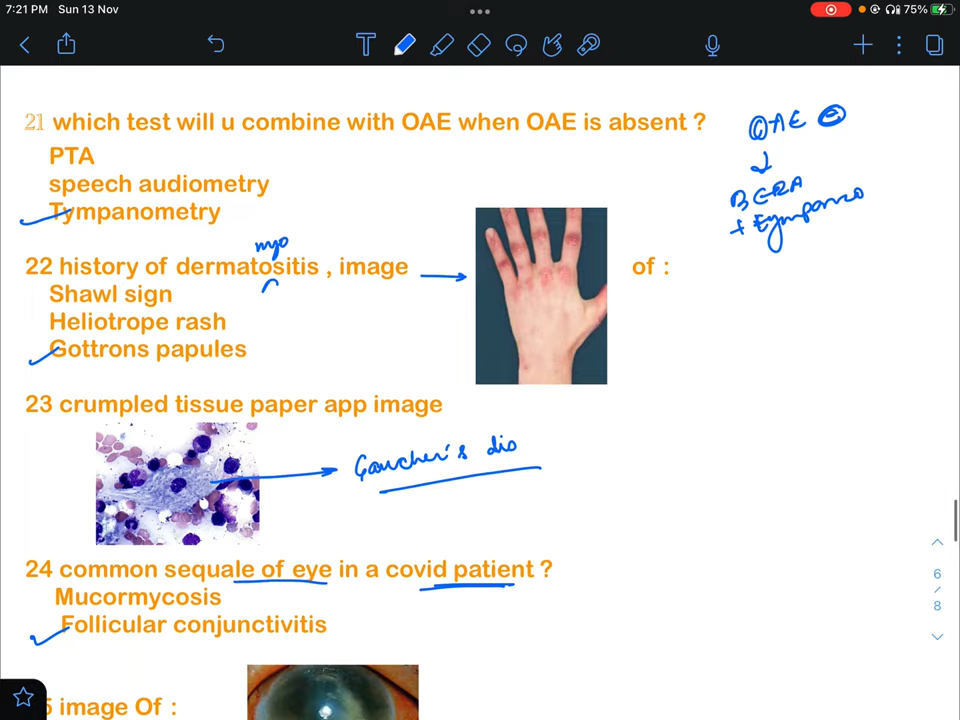 7:21 PM Sun 13 Nov
75%
T
21 which test will u combine with OAE when OAE is absent ?
OAE
PTA
speech audiometry
BERA
Tympanometry
+ Tympano
myo
22 history of dermatositis , image of :
Shawl sign
Heliotrope rash
Gottrons papules
23 crumpled tissue paper app image
Gaucher's dis
24 common sequale of eye in a covid patient ?
Mucormycosis
Follicular conjunctivitis
6
/
8
5 image Of :